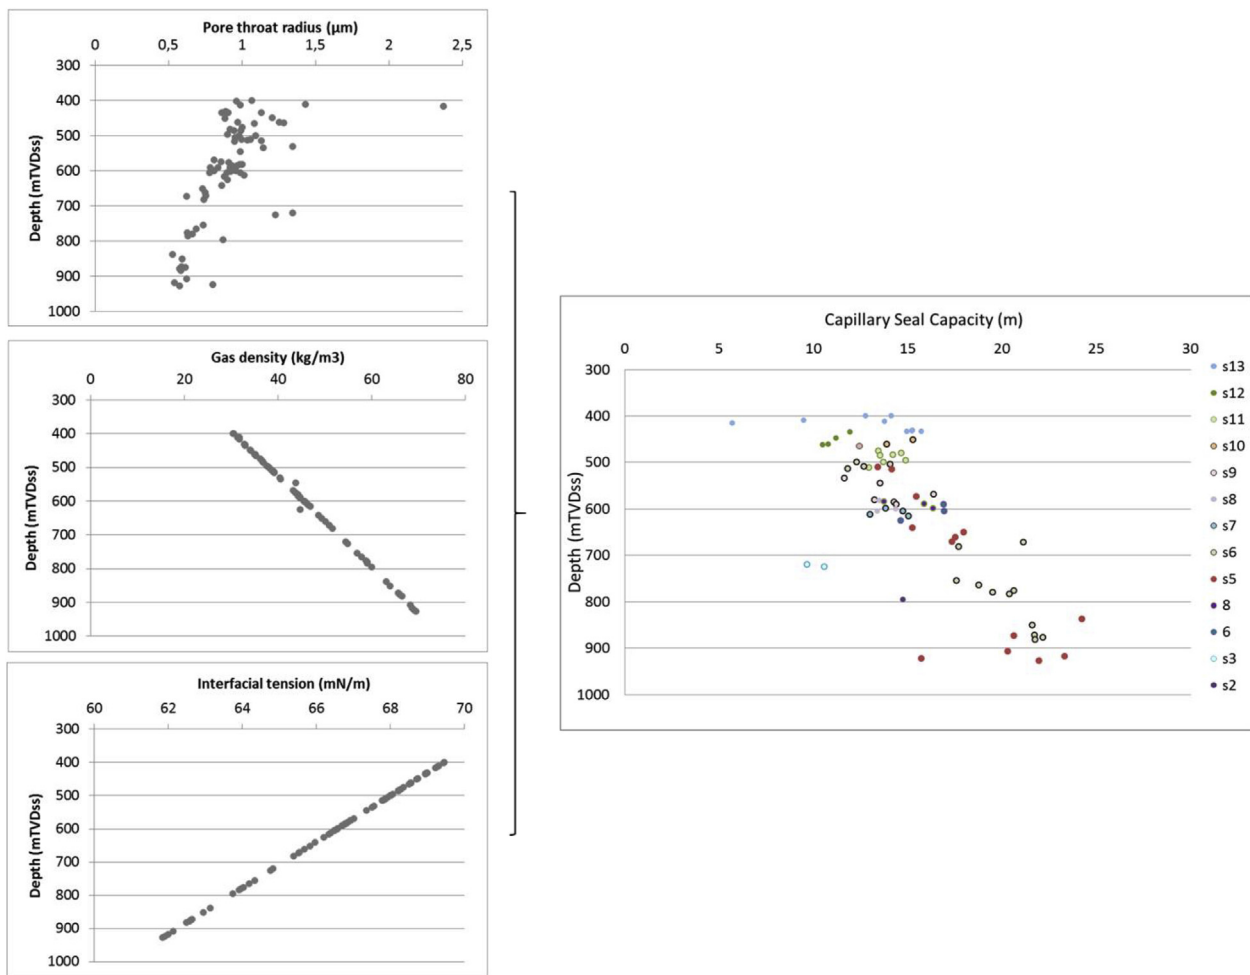 Pore throat radius (μm)
0 0,5 1 1,5 2 2,5
Depth (mTVDss)
300
400
500
600
700
800
900
1000
Gas density (kg/m3)
0 20 40 60 80
Depth (mTVDss)
300
400
500
600
700
800
900
1000
Interfacial tension (mN/m)
60 62 64 66 68 70
Depth (mTVDss)
300
400
500
600
700
800
900
1000
Capillary Seal Capacity (m)
0 5 10 15 20 25 30
Depth (mTVDss)
300
400
500
600
700
800
900
1000
s13
s12
s11
s10
s9
s8
s7
s6
s5
8
6
s3
s2